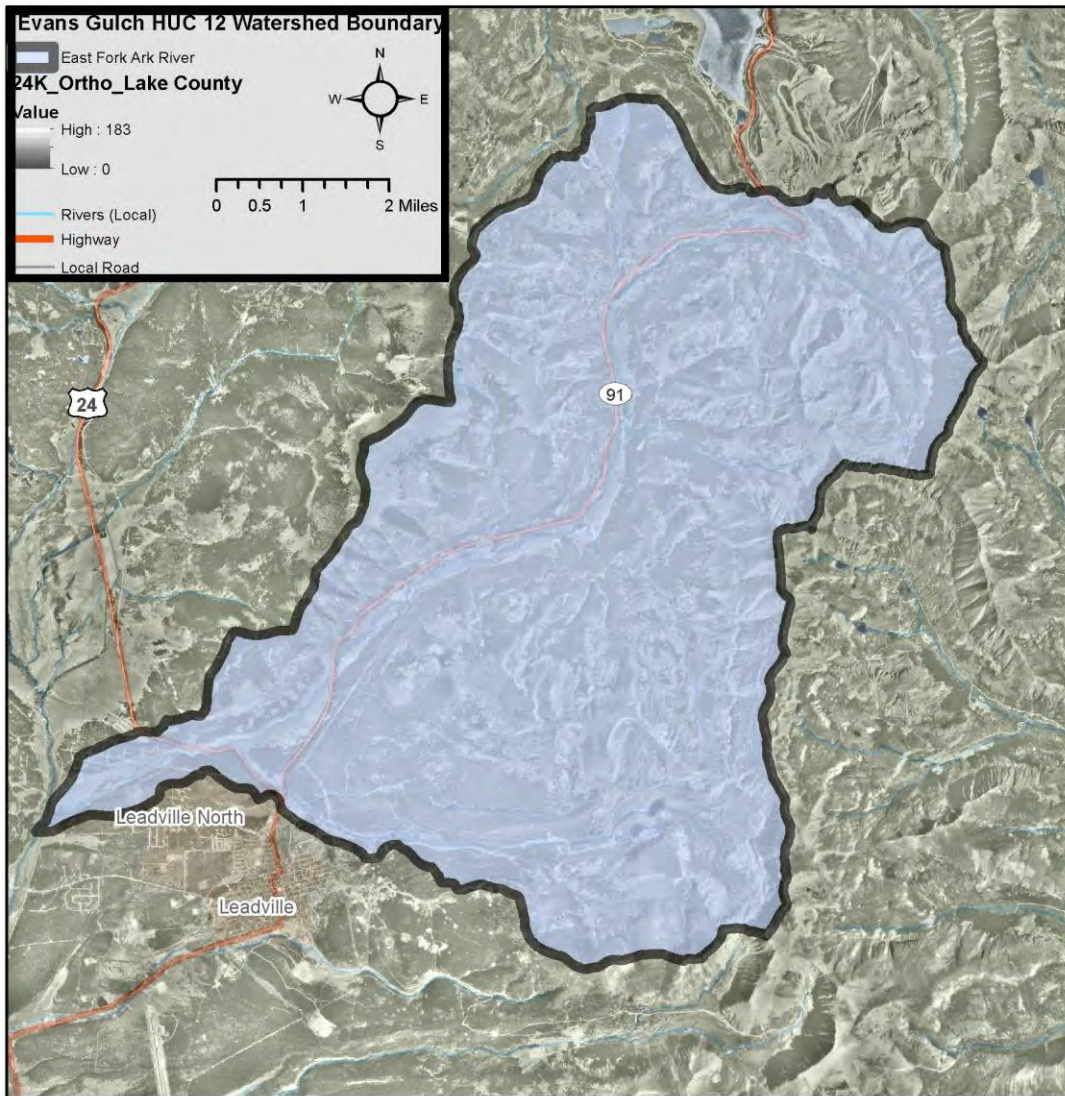 Evans Gulch HUC 12 Watershed Boundary
East Fork Ark River
24K_Ortho_Lake County
Value
High : 183
Low : 0
Rivers (Local)
Highway
Local Road
N
W E
S
0 0.5 1 2 Miles
24
91
Leadville North
Leadville